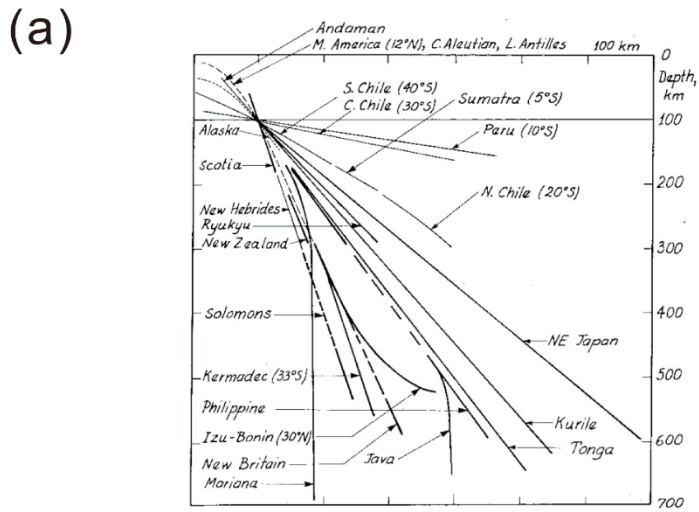 (a)
Andaman
M. America (12°N), C. Aleutian, L. Antilles 100 km
0
Depth,
km
S. Chile (40°S)
C. Chile (30°S)
Sumatra (5°S)
100
Alaska
Peru (10°S)
Scotia
200
N. Chile (20°S)
New Hebrides
Ryukyu
New Zealand
300
Solomons
400
NE Japan
Kermadec (33°S)
500
Philippine
Izu-Bonin (30°N)
Kurile
Tonga
600
New Britain
Java
Mariana
700